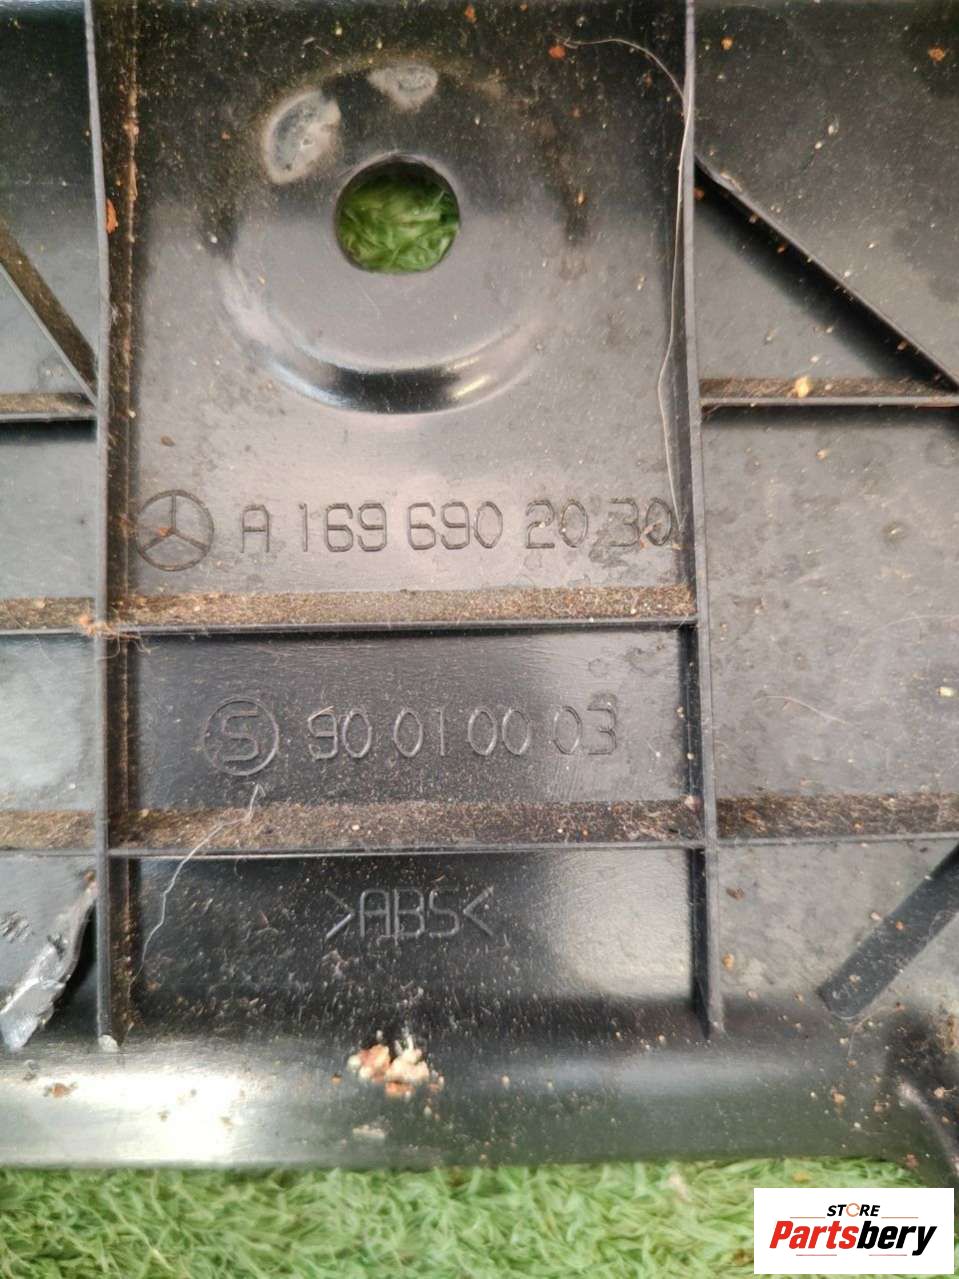 A 169 690 20 30
S 90 01 00 03
>ABS<
STORE
Partsbery